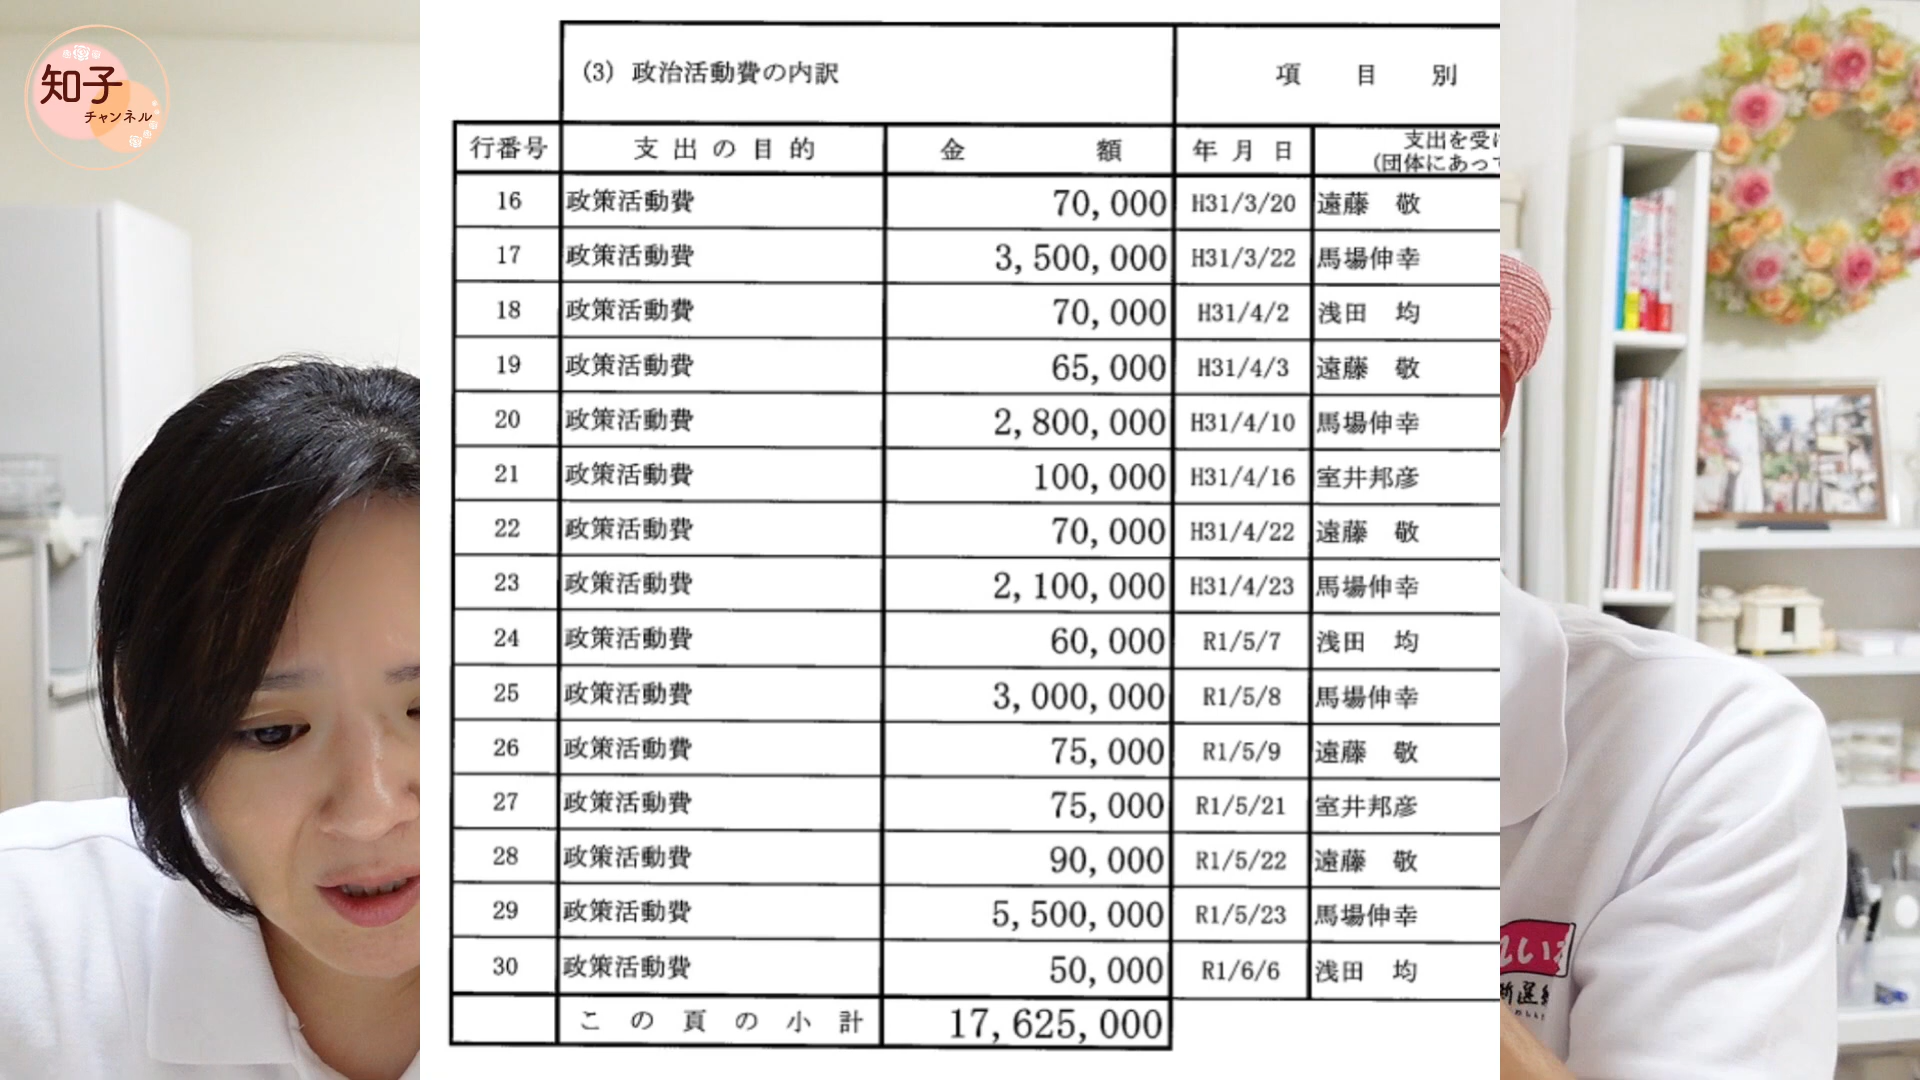 知子
チャンネル
(3) 政治活動費の内訳 項目別
行番号 支出の目的 金額 年月日 支出を受け
(団体にあって
16 政策活動費 70,000 H31/3/20 遠藤 敬
17 政策活動費 3,500,000 H31/3/22 馬場伸幸
18 政策活動費 70,000 H31/4/2 浅田 均
19 政策活動費 65,000 H31/4/3 遠藤 敬
20 政策活動費 2,800,000 H31/4/10 馬場伸幸
21 政策活動費 100,000 H31/4/16 室井邦彦
22 政策活動費 70,000 H31/4/22 遠藤 敬
23 政策活動費 2,100,000 H31/4/23 馬場伸幸
24 政策活動費 60,000 R1/5/7 浅田 均
25 政策活動費 3,000,000 R1/5/8 馬場伸幸
26 政策活動費 75,000 R1/5/9 遠藤 敬
27 政策活動費 75,000 R1/5/21 室井邦彦
28 政策活動費 90,000 R1/5/22 遠藤 敬
29 政策活動費 5,500,000 R1/5/23 馬場伸幸
30 政策活動費 50,000 R1/6/6 浅田 均
この頁の小計 17,625,000
れいわ
新選